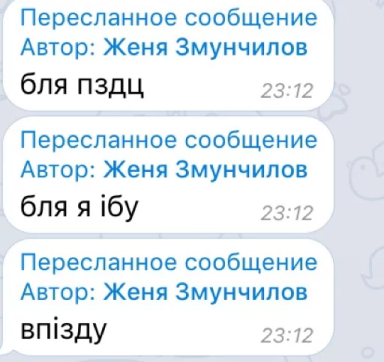 Пересланное сообщение
Автор: Женя Змунчилов
бля пздц
23:12
Пересланное сообщение
Автор: Женя Змунчилов
бля я ібу
23:12
Пересланное сообщение
Автор: Женя Змунчилов
впізду
23:12